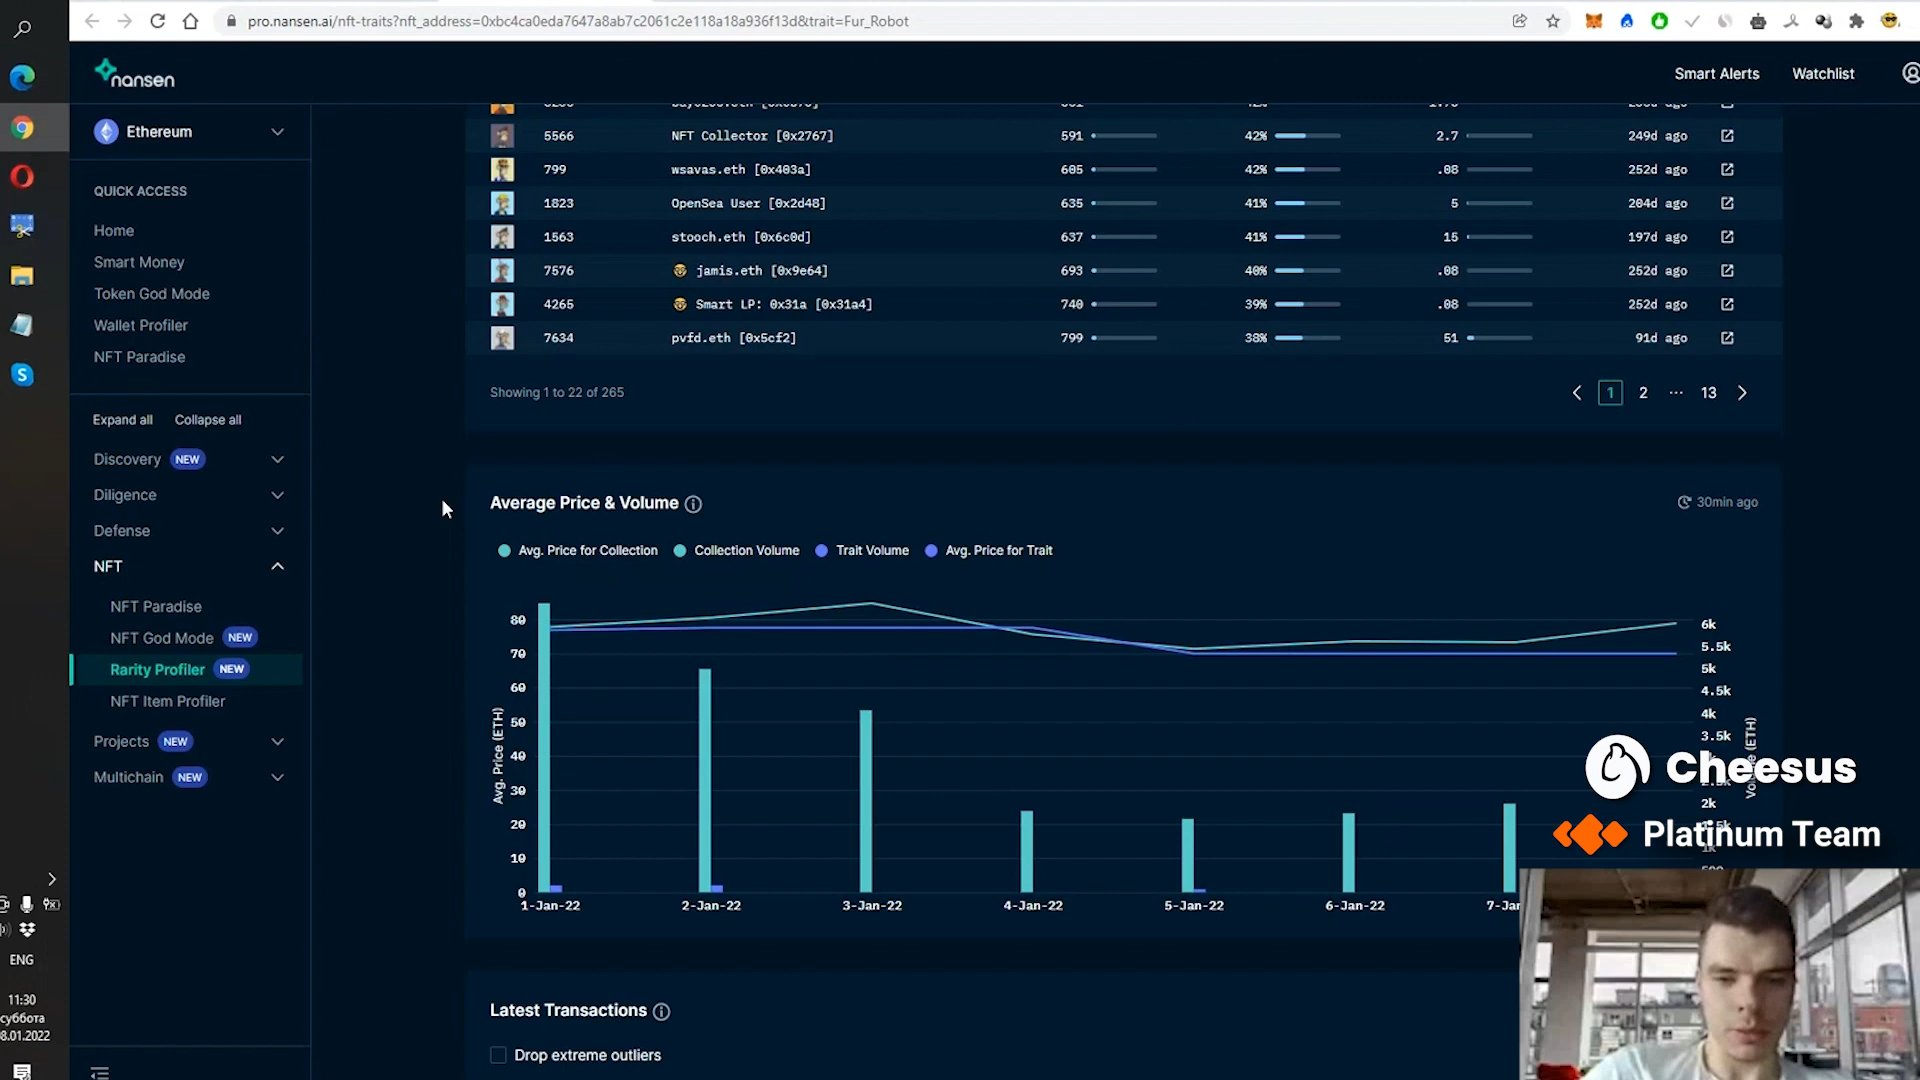 pro.nansen.ai/nft-traits?nft_address=0xbc4ca0eda7647a8ab7c2061c2e118a18a936f13d&trait=Fur_Robot
nansen
Smart Alerts
Watchlist
Ethereum
QUICK ACCESS
Home
Smart Money
Token God Mode
Wallet Profiler
NFT Paradise
Expand all Collapse all
Discovery NEW
Diligence
Defense
NFT
NFT Paradise
NFT God Mode NEW
Rarity Profiler NEW
NFT Item Profiler
Projects NEW
Multichain NEW
5566 NFT Collector [0x2767] 591 42% 2.7 249d ago
799 wsavas.eth [0x403a] 605 42% .08 252d ago
1823 OpenSea User [0x2d48] 635 41% 5 204d ago
1563 stooch.eth [0x6c0d] 637 41% 15 197d ago
7576 🤓 jamis.eth [0x9e64] 693 40% .08 252d ago
4265 🤓 Smart LP: 0x31a [0x31a4] 740 39% .08 252d ago
7634 pvfd.eth [0x5cf2] 799 38% 51 91d ago
Showing 1 to 22 of 265
1 2 ··· 13
Average Price & Volume
30min ago
Avg. Price for Collection Collection Volume Trait Volume Avg. Price for Trait
80
70
60
50
40
30
20
10
0
Avg. Price (ETH)
6k
5.5k
5k
4.5k
4k
3.5k
2k
1-Jan-22 2-Jan-22 3-Jan-22 4-Jan-22 5-Jan-22 6-Jan-22
Cheesus
Platinum Team
Latest Transactions
Drop extreme outliers
ENG
11:30
суббота
8.01.2022